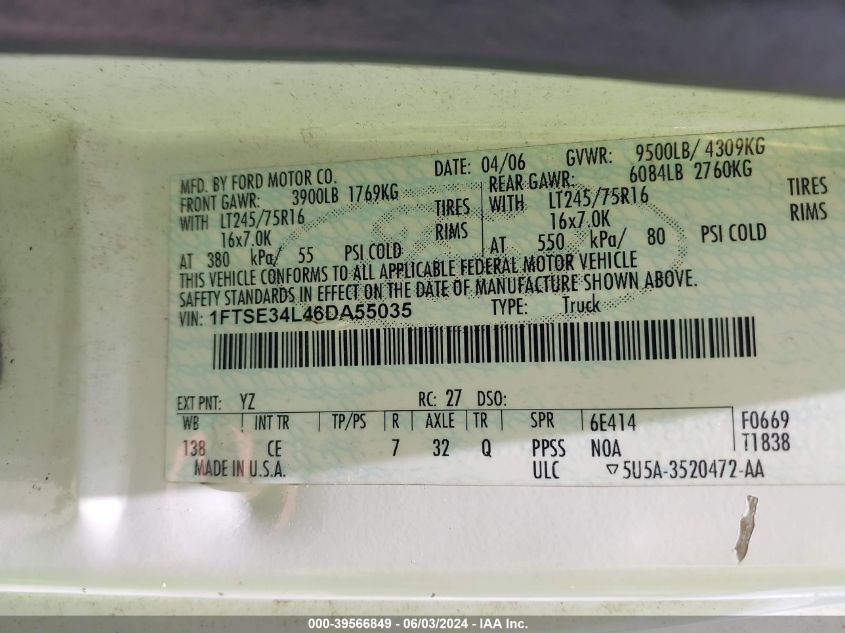 MFD. BY FORD MOTOR CO.
DATE: 04/06 GVWR: 9500LB/ 4309KG
FRONT GAWR: 3900LB 1769KG
REAR GAWR: 6084LB 2760KG
WITH LT245/75R16 TIRES
WITH LT245/75R16 TIRES
16x7.0K RIMS
16x7.0K RIMS
AT 380 kPa/ 55 PSI COLD
AT 550 kPa/ 80 PSI COLD
THIS VEHICLE CONFORMS TO ALL APPLICABLE FEDERAL MOTOR VEHICLE
SAFETY STANDARDS IN EFFECT ON THE DATE OF MANUFACTURE SHOWN ABOVE.
VIN: 1FTSE34L46DA55035 TYPE: Truck
EXT PNT: YZ RC: 27 DSO:
WB INT TR TP/PS R AXLE TR SPR 6E414 F0669
138 CE 7 32 Q PPSS NOA T1838
MADE IN U.S.A. ULC ▽5U5A-3520472-AA
000-39566849 - 06/03/2024 - IAA Inc.